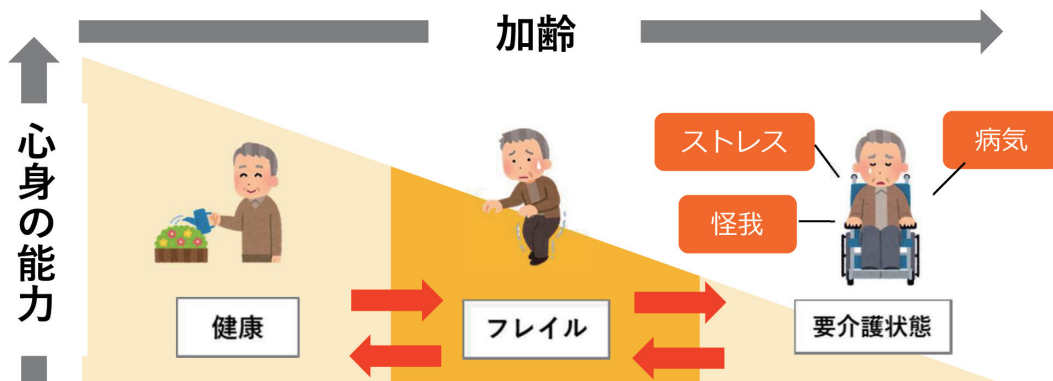 加齢
心身の能力
ストレス
病気
怪我
健康
フレイル
要介護状態